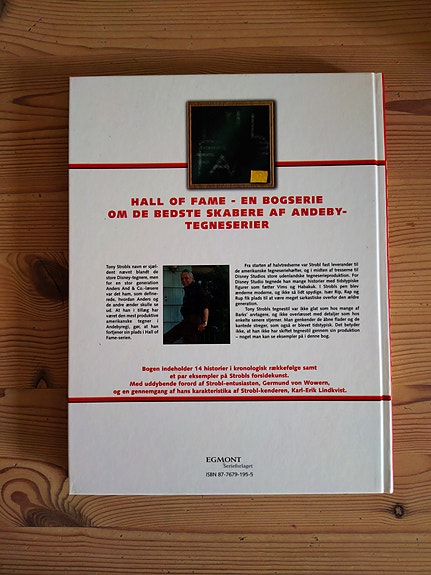 HALL OF FAME - EN BOGSERIE
OM DE BEDSTE SKABERE AF ANDEBY-
TEGNESERIER
Tony Strobls navn er sjæl-
dent nævnt blandt de
store Disney-tegnere, men
for en stor generation
Anders And & Co.-læsere
var det ham, som define-
rede, hvordan Anders og
de andre ænder skulle se
ud. At han i tillæg har
været den mest produktive
amerikanske tegner i
Andebyregi, gør, at han
fortjener sin plads i Hall of
Fame-serien.
Fra starten af halvtredserne var Strobl fast leverandør til
de amerikanske tegneseriehæfter, og i midten af tresserne til
Disney Studios store udenlandske tegneserieproduktion. For
Disney Studio tegnede han mange historier med tidstypiske
figurer som fætter Vims og Habakuk. I Strobls pen blev
ænderne moderne, og ikke så lidt spydige. Især Rip, Rap og
Rup fik plads til at være meget sarkastiske overfor den ældre
generation.
Tony Strobls tegnestil var ikke glat som hos mange af
Barks' arvtagere, og ikke overlæsset med detaljer som hos
enkelte senere stjerner. Man genkender de åbne flader og de
kantede streger, som også er blevet tidstypisk. Det betyder
ikke, at han ikke har skiftet tegnestil gennem sin produktion
- noget man kan se eksempler på i denne bog.
Bogen indeholder 14 historier i kronologisk rækkefølge samt
et par eksempler på Strobls forsidekunst.
Med uddybende forord af Strobl-entusiasten, Germund von Wowern,
og en gennemgang af hans karakteristika af Strobl-kenderen, Karl-Erik Lindkvist.
EGMONT
Serieforlaget
ISBN 87-7679-195-5